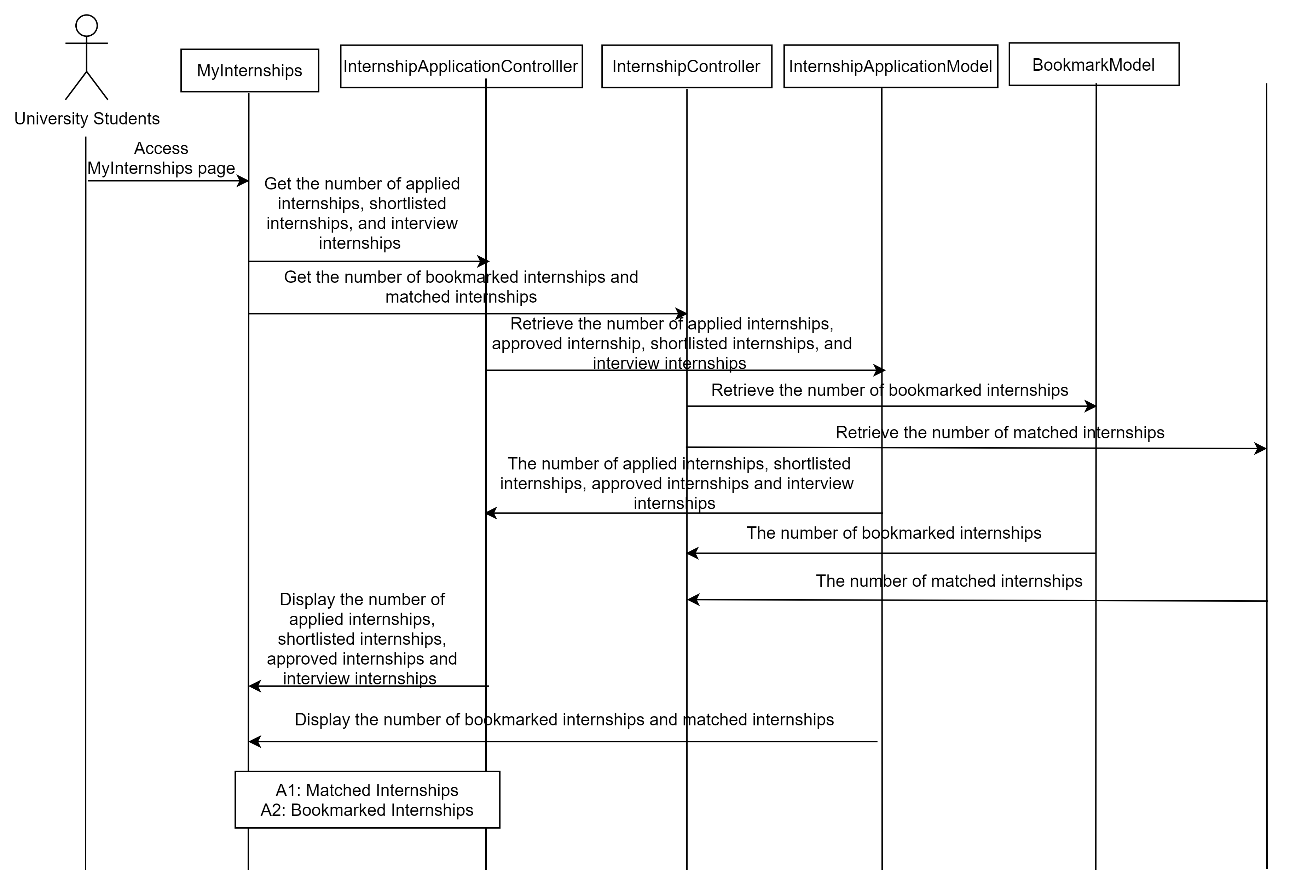 University Students
MyInternships
InternshipApplicationControlller
InternshipController
InternshipApplicationModel
BookmarkModel
Access
MyInternships page
Get the number of applied
internships, shortlisted
internships, and interview
internships
Get the number of bookmarked internships and
matched internships
Retrieve the number of applied internships,
approved internship, shortlisted internships, and
interview internships
Retrieve the number of bookmarked internships
Retrieve the number of matched internships
The number of applied internships, shortlisted
internships, approved internships and interview
internships
The number of bookmarked internships
The number of matched internships
Display the number of
applied internships,
shortlisted internships,
approved internships and
interview internships
Display the number of bookmarked internships and matched internships
A1: Matched Internships
A2: Bookmarked Internships